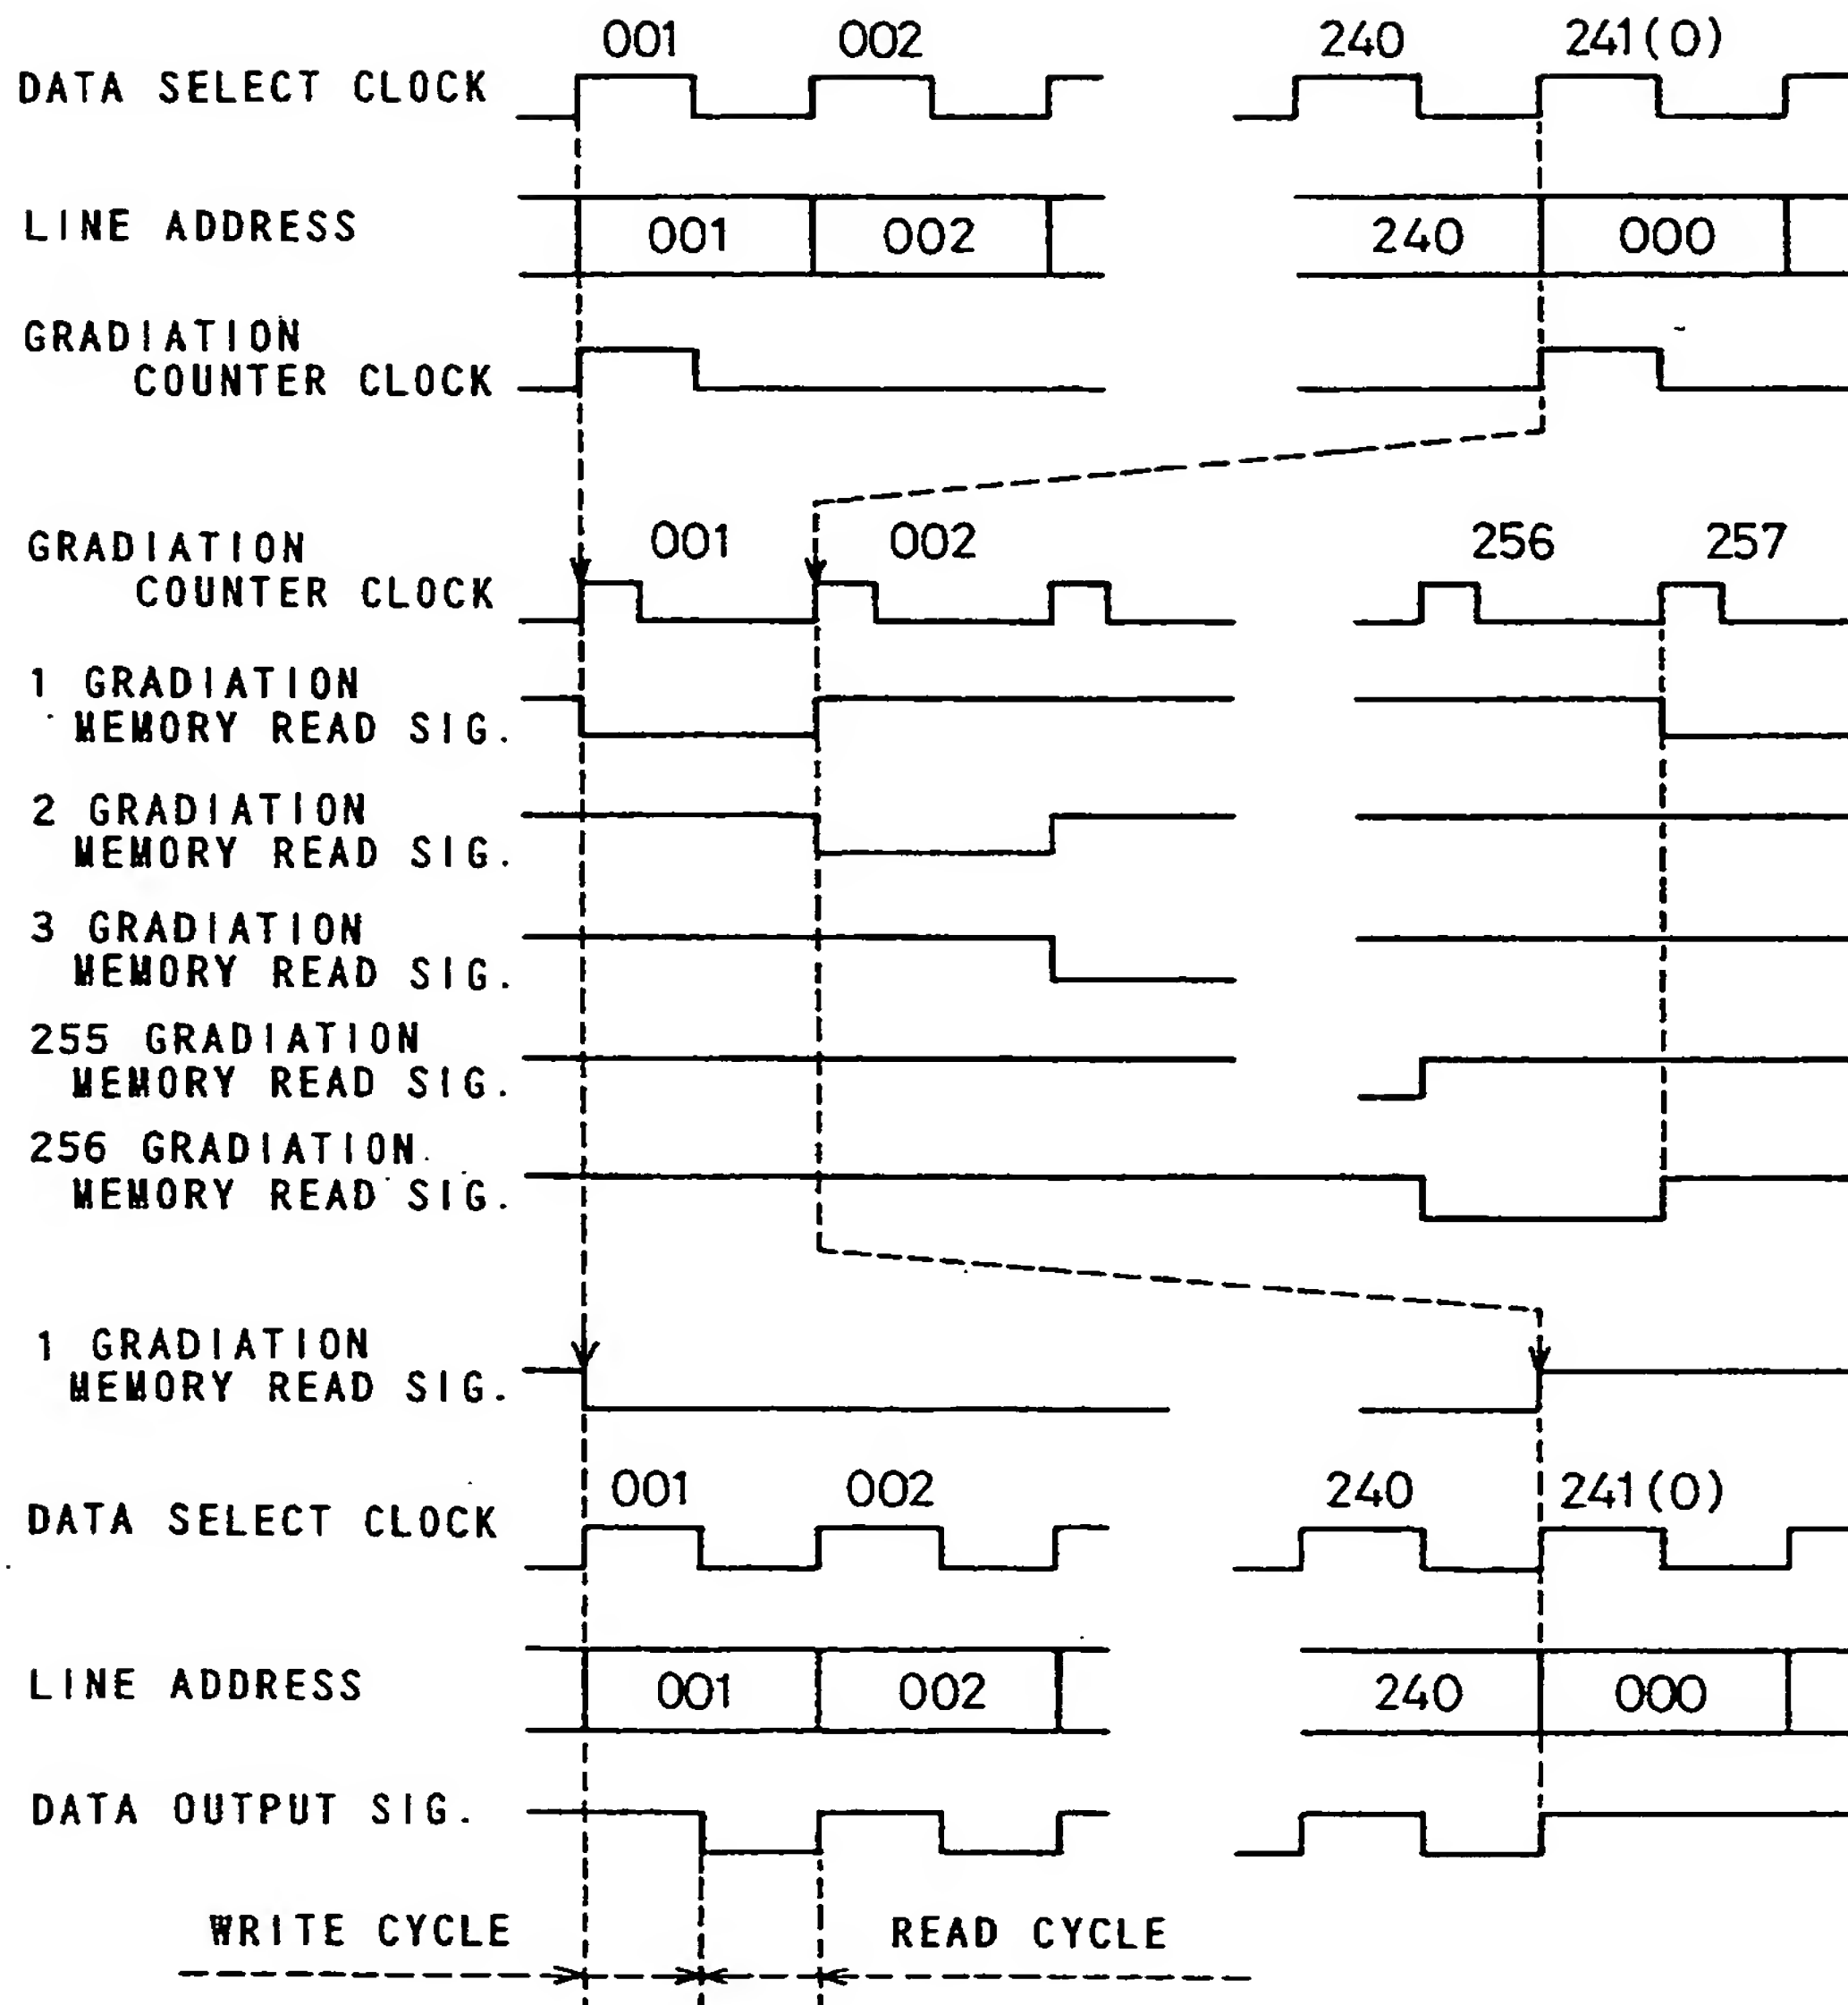 001 002 240 241(0)
DATA SELECT CLOCK
LINE ADDRESS 001 002 240 000
GRADIATION
COUNTER CLOCK
001 002 256 257
GRADIATION
COUNTER CLOCK
1 GRADIATION
MEMORY READ SIG.
2 GRADIATION
MEMORY READ SIG.
3 GRADIATION
MEMORY READ SIG.
255 GRADIATION
MEMORY READ SIG.
256 GRADIATION
MEMORY READ SIG.
1 GRADIATION
MEMORY READ SIG.
001 002 240 241(0)
DATA SELECT CLOCK
LINE ADDRESS 001 002 240 000
DATA OUTPUT SIG.
WRITE CYCLE READ CYCLE